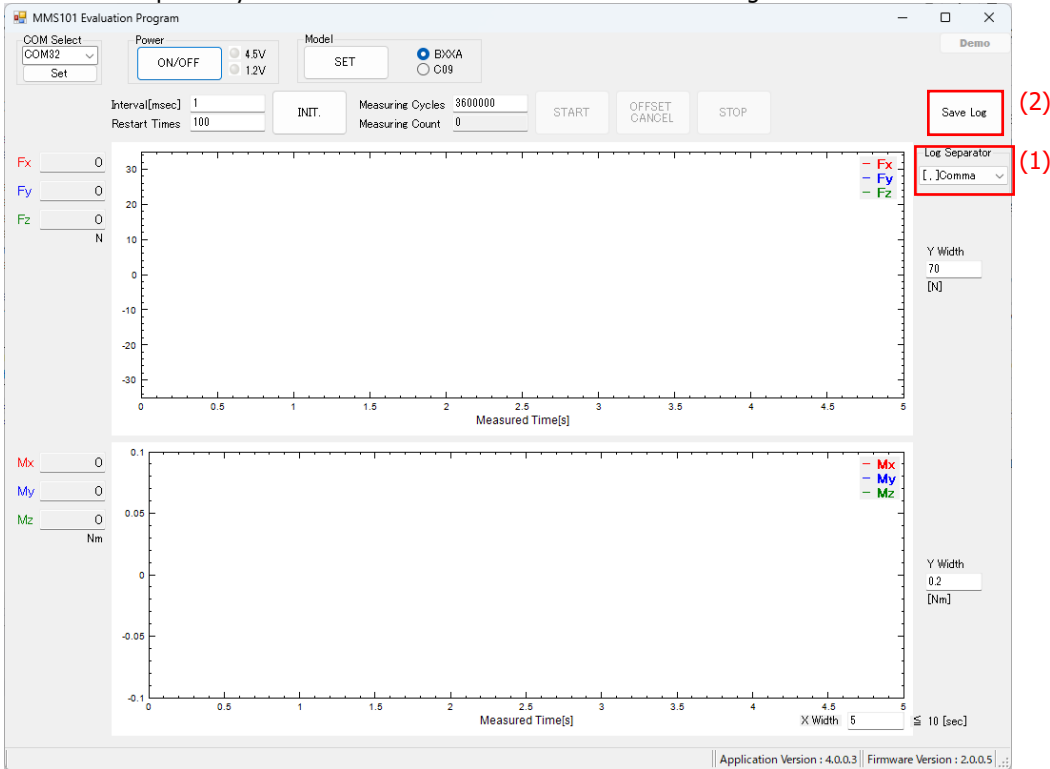 MMS101 Evaluation Program
COM Select
COM32
Set
Power
ON/OFF
4.5V
1.2V
Model
SET
BXXA
C09
Demo
Interval[msec] 1
Restart Times 100
INIT.
Measuring Cycles 3600000
Measuring Count 0
START
OFFSET
CANCEL
STOP
Save Log
(2)
Log Separator
[ , ]Comma
(1)
Fx 0
Fy 0
Fz 0
N
30
20
10
0
-10
-20
-30
Fx
Fy
Fz
0 0.5 1 1.5 2 2.5 3 3.5 4 4.5 5
Measured Time[s]
Y Width
70
[N]
Mx 0
My 0
Mz 0
Nm
0.1
0.05
0
-0.05
-0.1
Mx
My
Mz
0 0.5 1 1.5 2 2.5 3 3.5 4 4.5 5
Measured Time[s]
Y Width
0.2
[Nm]
X Width 5 ≦ 10 [sec]
Application Version : 4.0.0.3 Firmware Version : 2.0.0.5